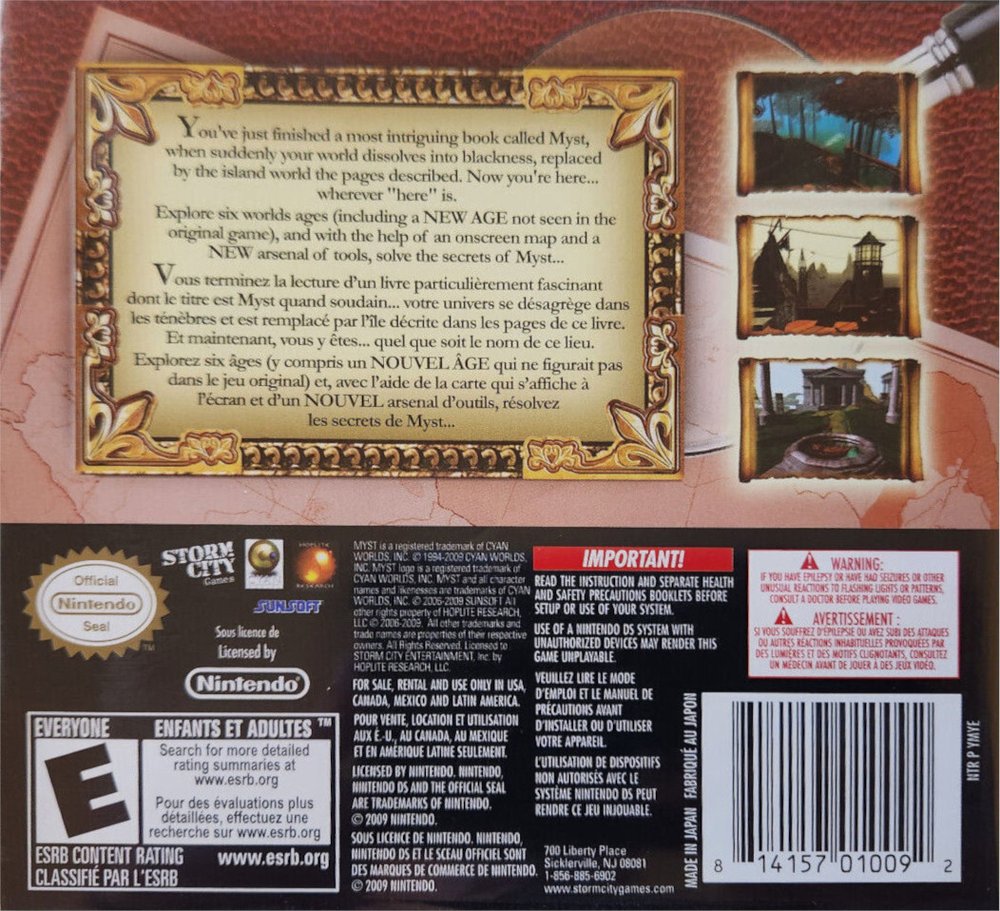 You've just finished a most intriguing book called Myst,
when suddenly your world dissolves into blackness, replaced
by the island world the pages described. Now you're here...
wherever "here" is.
Explore six worlds ages (including a NEW AGE not seen in the
original game), and with the help of an onscreen map and a
NEW arsenal of tools, solve the secrets of Myst...
Vous terminez la lecture d'un livre particulièrement fascinant
dont le titre est Myst quand soudain... votre univers se désagrège dans
les ténèbres et est remplacé par l'île décrite dans les pages de ce livre.
Et maintenant, vous y êtes... quel que soit le nom de ce lieu.
Explorez six âges (y compris un NOUVEL ÂGE qui ne figurait pas
dans le jeu original) et, avec l'aide de la carte qui s'affiche à
l'écran et d'un NOUVEL arsenal d'outils, résolvez
les secrets de Myst...
Official
Nintendo
Seal
TM
STORM
CITY
Games
HOPLITE
RESEARCH
SUNSOFT
Sous licence de
Licensed by
Nintendo
EVERYONE
ENFANTS ET ADULTES TM
E
Search for more detailed
rating summaries at
www.esrb.org
Pour des évaluations plus
détaillées, effectuez une
recherche sur www.esrb.org
ESRB CONTENT RATING www.esrb.org
CLASSIFIÉ PAR L'ESRB
MYST is a registered trademark of CYAN
WORLDS, INC. © 1994-2009 CYAN WORLDS,
INC. MYST logo is a registered trademark of
CYAN WORLDS, INC. MYST and all character
names and likenesses are trademarks of CYAN
WORLDS, INC. © 2006-2009 SUNSOFT All
other rights property of HOPLITE RESEARCH,
LLC © 2006-2009. All other trademarks and
trade names are properties of their respective
owners. All Rights Reserved. Licensed to
STORM CITY ENTERTAINMENT, Inc. by
HOPLITE RESEARCH, LLC.
FOR SALE, RENTAL AND USE ONLY IN USA,
CANADA, MEXICO AND LATIN AMERICA.
POUR VENTE, LOCATION ET UTILISATION
AUX É.-U., AU CANADA, AU MEXIQUE
ET EN AMÉRIQUE LATINE SEULEMENT.
LICENSED BY NINTENDO. NINTENDO,
NINTENDO DS AND THE OFFICIAL SEAL
ARE TRADEMARKS OF NINTENDO.
© 2009 NINTENDO.
SOUS LICENCE DE NINTENDO. NINTENDO,
NINTENDO DS ET LE SCEAU OFFICIEL SONT
DES MARQUES DE COMMERCE DE NINTENDO.
© 2009 NINTENDO.
IMPORTANT!
READ THE INSTRUCTION AND SEPARATE HEALTH
AND SAFETY PRECAUTIONS BOOKLETS BEFORE
SETUP OR USE OF YOUR SYSTEM.
USE OF A NINTENDO DS SYSTEM WITH
UNAUTHORIZED DEVICES MAY RENDER THIS
GAME UNPLAYABLE.
VEUILLEZ LIRE LE MODE
D'EMPLOI ET LE MANUEL DE
PRÉCAUTIONS AVANT
D'INSTALLER OU D'UTILISER
VOTRE APPAREIL.
L'UTILISATION DE DISPOSITIFS
NON AUTORISÉS AVEC LE
SYSTÈME NINTENDO DS PEUT
RENDRE CE JEU INJOUABLE.
700 Liberty Place
Sicklerville, NJ 08081
1-856-885-6902
www.stormcitygames.com
WARNING:
IF YOU HAVE EPILEPSY OR HAVE HAD SEIZURES OR OTHER
UNUSUAL REACTIONS TO FLASHING LIGHTS OR PATTERNS,
CONSULT A DOCTOR BEFORE PLAYING VIDEO GAMES.
AVERTISSEMENT :
SI VOUS SOUFFREZ D'ÉPILEPSIE OU AVEZ SUBI DES ATTAQUES
OU AUTRES RÉACTIONS INHABITUELLES PROVOQUÉES PAR
DES LUMIÈRES ET DES MOTIFS CLIGNOTANTS, CONSULTEZ
UN MÉDECIN AVANT DE JOUER À DES JEUX VIDÉO.
MADE IN JAPAN FABRIQUÉ AU JAPON
NTR P YMYE
8 14157 01009 2